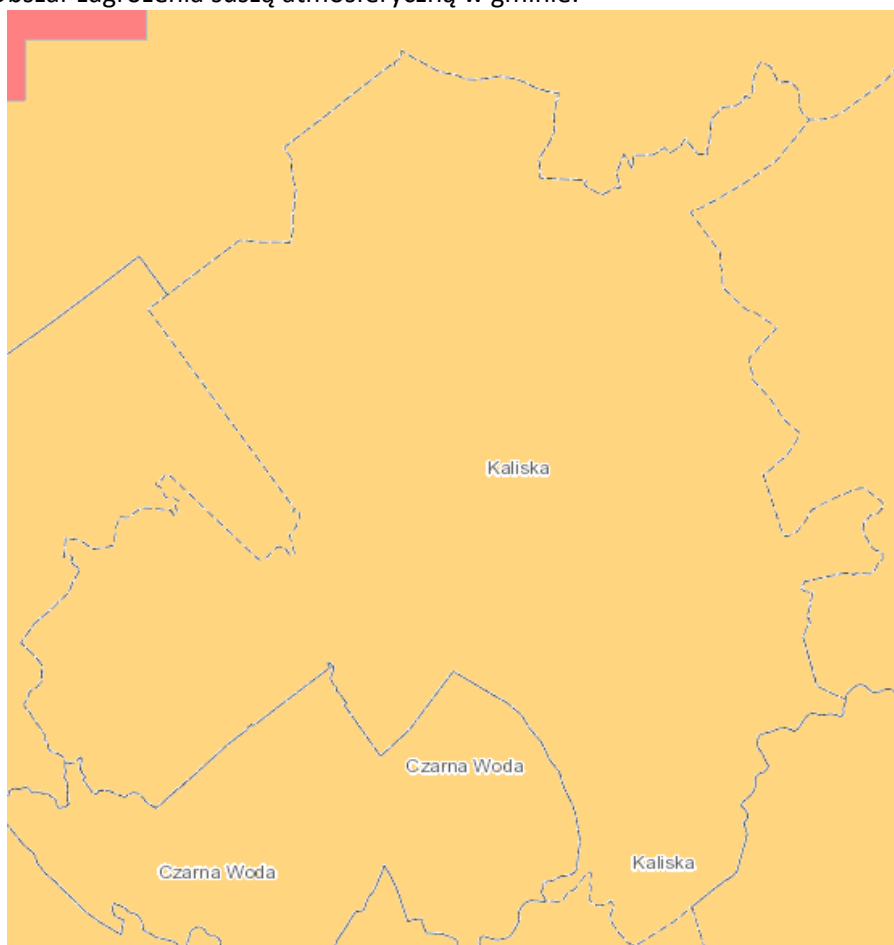 Obszar zagrożenia suszą atmosferyczną w gminie.
Kaliska
Czarna Woda
Kaliska
Czarna Woda